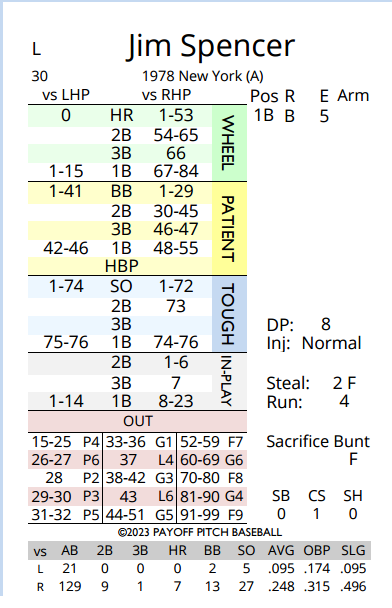 L Jim Spencer
30 1978 New York (A)
vs LHP vs RHP Pos R E Arm
0 HR 1-53 1B B 5
2B 54-65
3B 66
1-15 1B 67-84
WHEEL
1-41 BB 1-29
2B 30-45
3B 46-47
42-46 1B 48-55
HBP
PATIENT
1-74 SO 1-72
2B 73
3B
75-76 1B 74-76
TOUGH
DP: 8
Inj: Normal
2B 1-6
3B 7
1-14 1B 8-23
IN-PLAY
Steal: 2 F
Run: 4
OUT
15-25 P4 33-36 G1 52-59 F7
26-27 P6 37 L4 60-69 G6
28 P2 38-42 G3 70-80 F8
29-30 P3 43 L6 81-90 G4
31-32 P5 44-51 G5 91-99 F9
Sacrifice Bunt
F
SB CS SH
0 1 0
©2023 PAYOFF PITCH BASEBALL
vs AB 2B 3B HR BB SO AVG OBP SLG
L 21 0 0 0 2 5 .095 .174 .095
R 129 9 1 7 13 27 .248 .315 .496